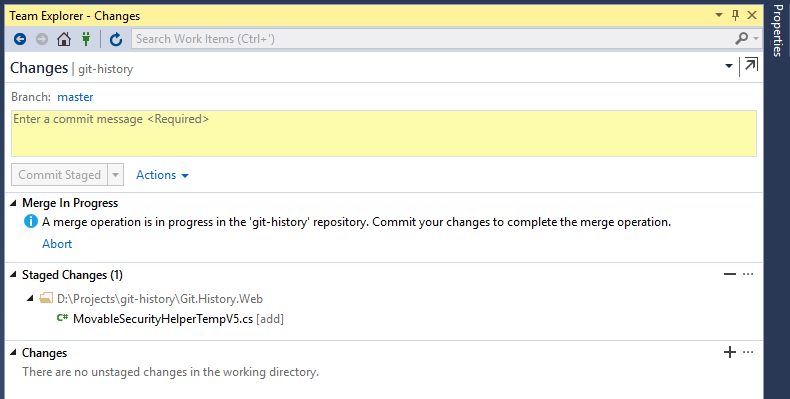 Team Explorer - Changes
Search Work Items (Ctrl+')
Changes | git-history
Branch: master
Enter a commit message <Required>
Commit Staged
Actions
Merge In Progress
A merge operation is in progress in the 'git-history' repository. Commit your changes to complete the merge operation.
Abort
Staged Changes (1)
D:\Projects\git-history\Git.History.Web
C# MovableSecurityHelperTempV5.cs [add]
Changes
There are no unstaged changes in the working directory.
Properties